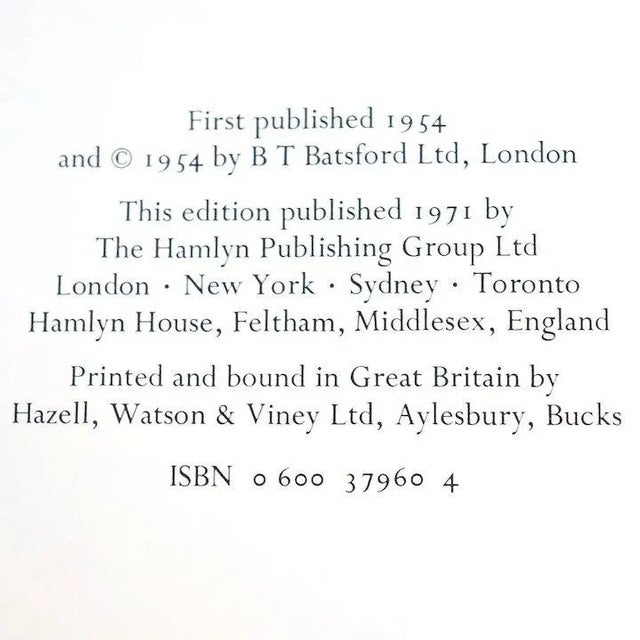 First published 1954
and © 1954 by B T Batsford Ltd, London
This edition published 1971 by
The Hamlyn Publishing Group Ltd
London · New York · Sydney · Toronto
Hamlyn House, Feltham, Middlesex, England
Printed and bound in Great Britain by
Hazell, Watson & Viney Ltd, Aylesbury, Bucks
ISBN 0 600 37960 4